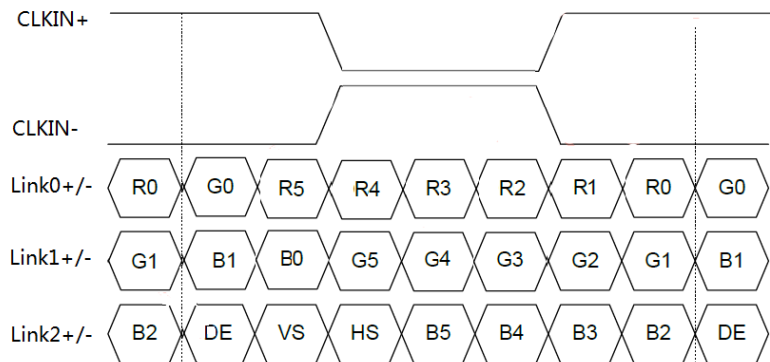 CLKIN+
CLKIN-
Link0+/- R0 G0 R5 R4 R3 R2 R1 R0 G0
Link1+/- G1 B1 B0 G5 G4 G3 G2 G1 B1
Link2+/- B2 DE VS HS B5 B4 B3 B2 DE